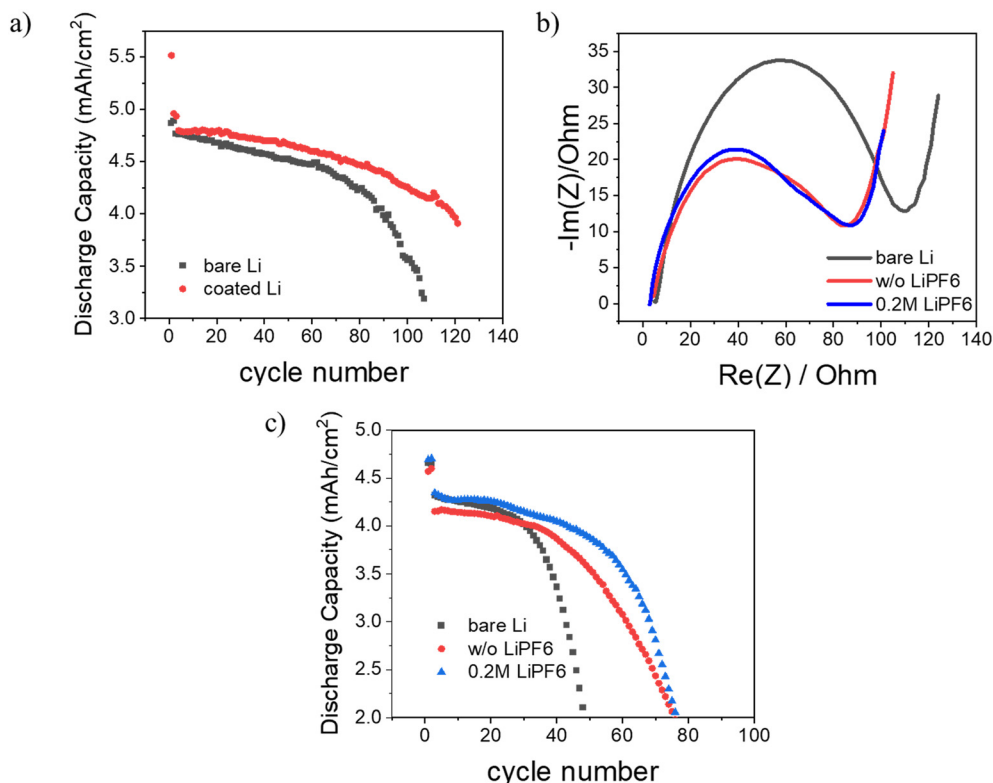 a)
Discharge Capacity (mAh/cm²)
5.5
5.0
4.5
4.0
3.5
3.0
bare Li
coated Li
0 20 40 60 80 100 120 140
cycle number
b)
-Im(Z)/Ohm
35
30
25
20
15
10
5
0
bare Li
w/o LiPF6
0.2M LiPF6
0 20 40 60 80 100 120 140
Re(Z) / Ohm
c)
Discharge Capacity (mAh/cm²)
5.0
4.5
4.0
3.5
3.0
2.5
2.0
bare Li
w/o LiPF6
0.2M LiPF6
0 20 40 60 80 100
cycle number